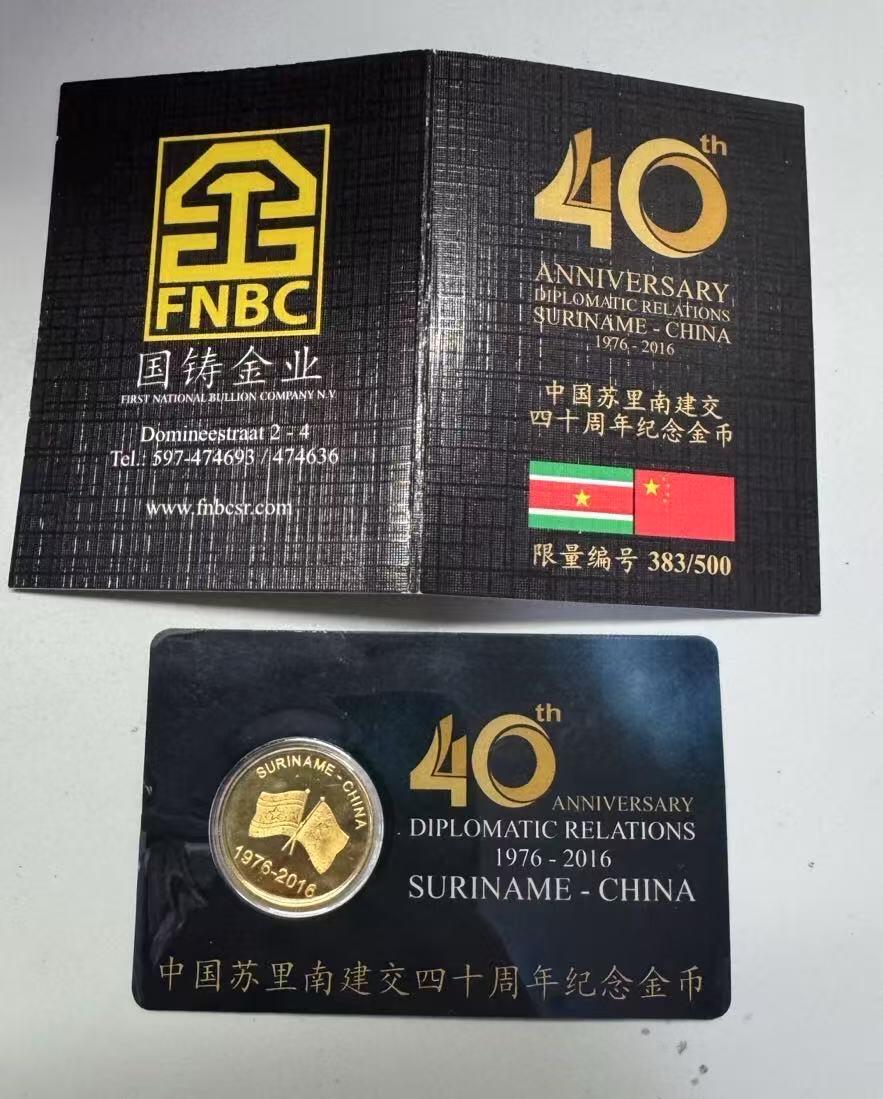 FNBC
国铸金业
FIRST NATIONAL BULLION COMPANY N.V.
Domineestraat 2 - 4
Tel.: 597-474693 / 474636
www.fnbcsr.com
40th
ANNIVERSARY
DIPLOMATIC RELATIONS
SURINAME - CHINA
1976 - 2016
中国苏里南建交
四十周年纪念金币
限量编号 383/500
SURINAME - CHINA
1976-2016
40th
ANNIVERSARY
DIPLOMATIC RELATIONS
1976 - 2016
SURINAME - CHINA
中国苏里南建交四十周年纪念金币